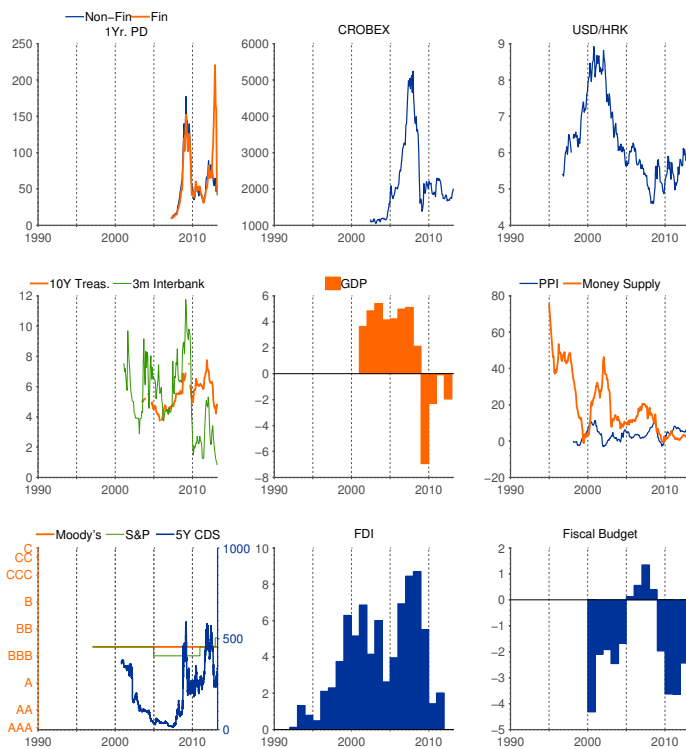 Non−Fin Fin
1Yr. PD
250
200
150
100
50
0
1990 2000 2010
CROBEX
6000
5000
4000
3000
2000
1000
1990 2000 2010
USD/HRK
9
8
7
6
5
4
1990 2000 2010
10Y Treas. 3m Interbank
12
10
8
6
4
2
0
1990 2000 2010
GDP
6
4
2
0
−2
−4
−6
−8
1990 2000 2010
PPI Money Supply
80
60
40
20
0
−20
1990 2000 2010
Moody's S&P 5Y CDS
C
CC
CCC
B
BB
BBB
A
AA
AAA
1000
500
0
1990 2000 2010
FDI
10
8
6
4
2
0
1990 2000 2010
Fiscal Budget
2
1
0
−1
−2
−3
−4
−5
1990 2000 2010